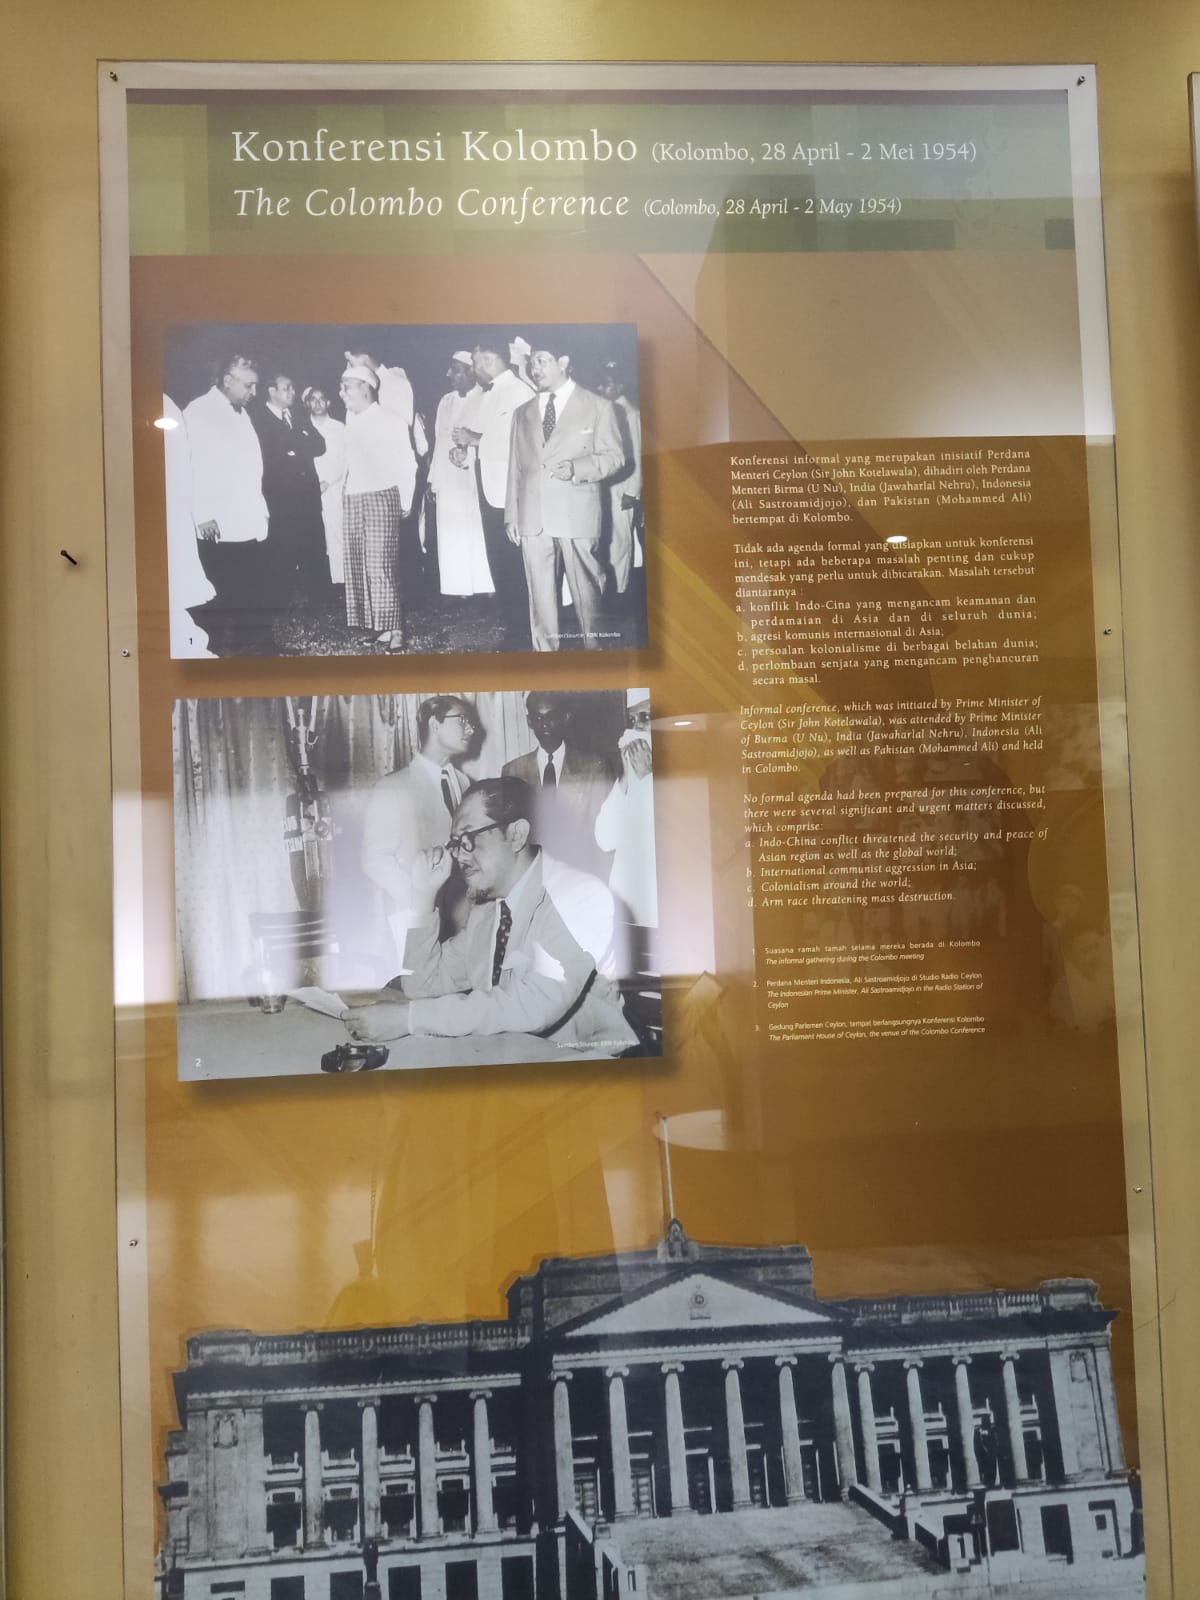 Konferensi Kolombo (Kolombo, 28 April - 2 Mei 1954)
The Colombo Conference (Colombo, 28 April - 2 May 1954)
1
Sumber/Source: KBRI Kolombo
2
Sumber/Source: KBRI Kolombo
Konferensi informal yang merupakan inisiatif Perdana
Menteri Ceylon (Sir John Kotelawala), dihadiri oleh Perdana
Menteri Birma (U Nu), India (Jawaharlal Nehru), Indonesia
(Ali Sastroamidjojo), dan Pakistan (Mohammed Ali)
bertempat di Kolombo.
Tidak ada agenda formal yang disiapkan untuk konferensi
ini, tetapi ada beberapa masalah penting dan cukup
mendesak yang perlu untuk dibicarakan. Masalah tersebut
diantaranya :
a. konflik Indo-Cina yang mengancam keamanan dan
perdamaian di Asia dan di seluruh dunia;
b. agresi komunis internasional di Asia;
c. persoalan kolonialisme di berbagai belahan dunia;
d. perlombaan senjata yang mengancam penghancuran
secara masal.
Informal conference, which was initiated by Prime Minister of
Ceylon (Sir John Kotelawala), was attended by Prime Minister
of Burma (U Nu), India (Jawaharlal Nehru), Indonesia (Ali
Sastroamidjojo), as well as Pakistan (Mohammed Ali) and held
in Colombo.
No formal agenda had been prepared for this conference, but
there were several significant and urgent matters discussed,
which comprise:
a. Indo-China conflict threatened the security and peace of
Asian region as well as the global world;
b. International communist aggression in Asia;
c. Colonialism around the world;
d. Arm race threatening mass destruction.
1. Suasana ramah tamah selama mereka berada di Kolombo
The informal gathering during the Colombo meeting
2. Perdana Menteri Indonesia, Ali Sastroamidjojo di Studio Radio Ceylon
The Indonesian Prime Minister, Ali Sastroamidjojo in the Radio Station of
Ceylon
3. Gedung Parlemen Ceylon, tempat berlangsungnya Konferensi Kolombo
The Parliament House of Ceylon, the venue of the Colombo Conference